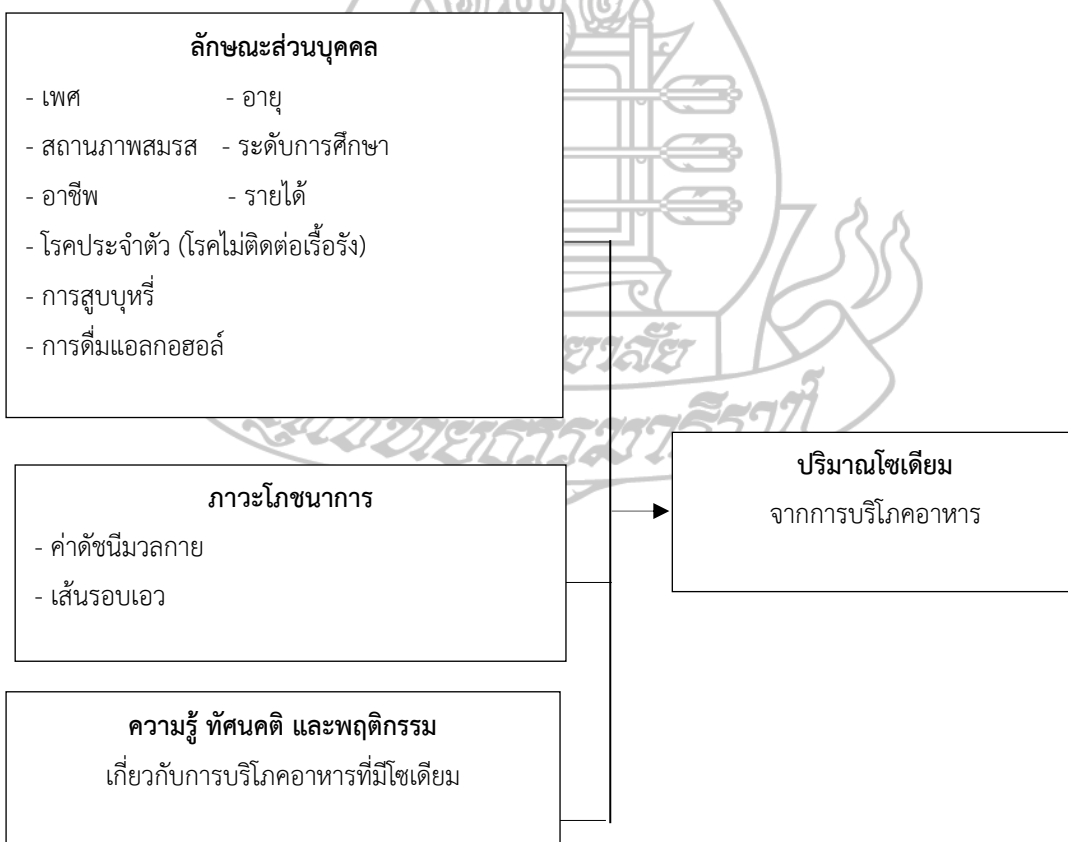 ลักษณะส่วนบุคคล
- เพศ - อายุ
- สถานภาพสมรส - ระดับการศึกษา
- อาชีพ - รายได้
- โรคประจำตัว (โรคไม่ติดต่อเรื้อรัง)
- การสูบบุหรี่
- การดื่มแอลกอฮอล์
ภาวะโภชนาการ
- ค่าดัชนีมวลกาย
- เส้นรอบเอว
ความรู้ ทัศนคติ และพฤติกรรม
เกี่ยวกับการบริโภคอาหารที่มีโซเดียม
ปริมาณโซเดียม
จากการบริโภคอาหาร